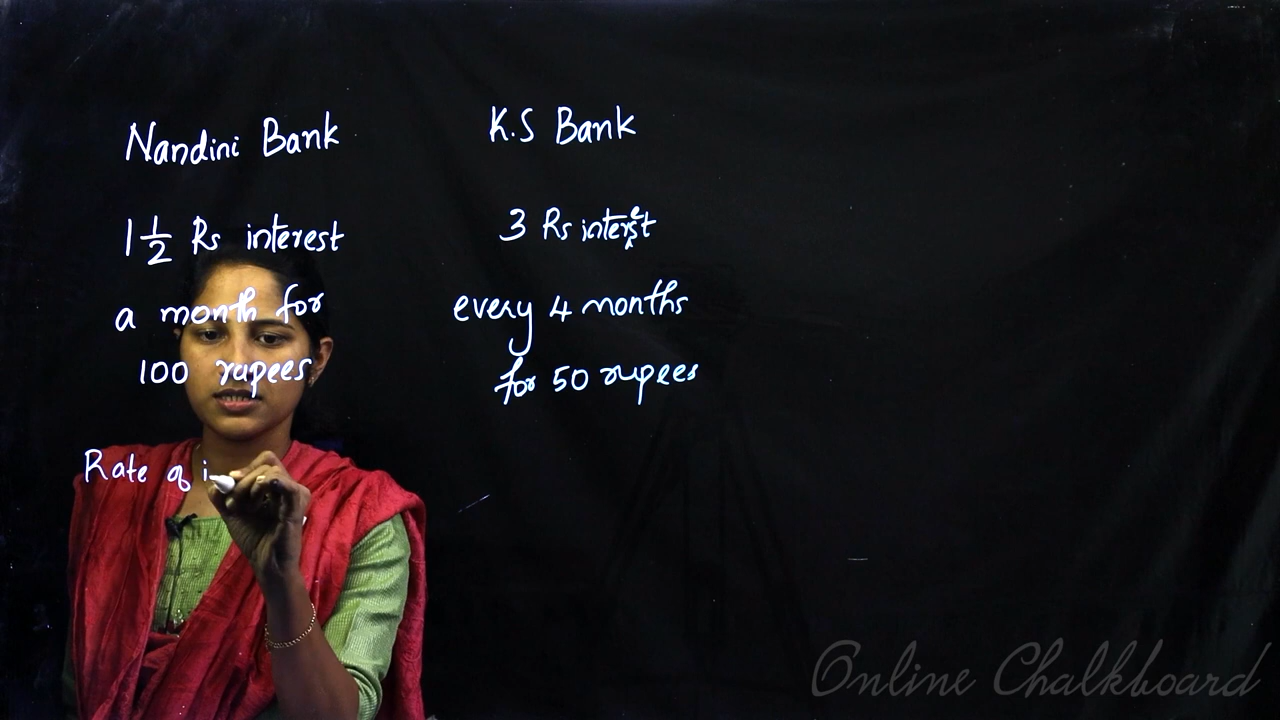 Nandini Bank
1 1/2 Rs interest
a month for
100 rupees
Rate of i
K.S Bank
3 Rs interest
every 4 months
for 50 rupees
Online Chalkboard